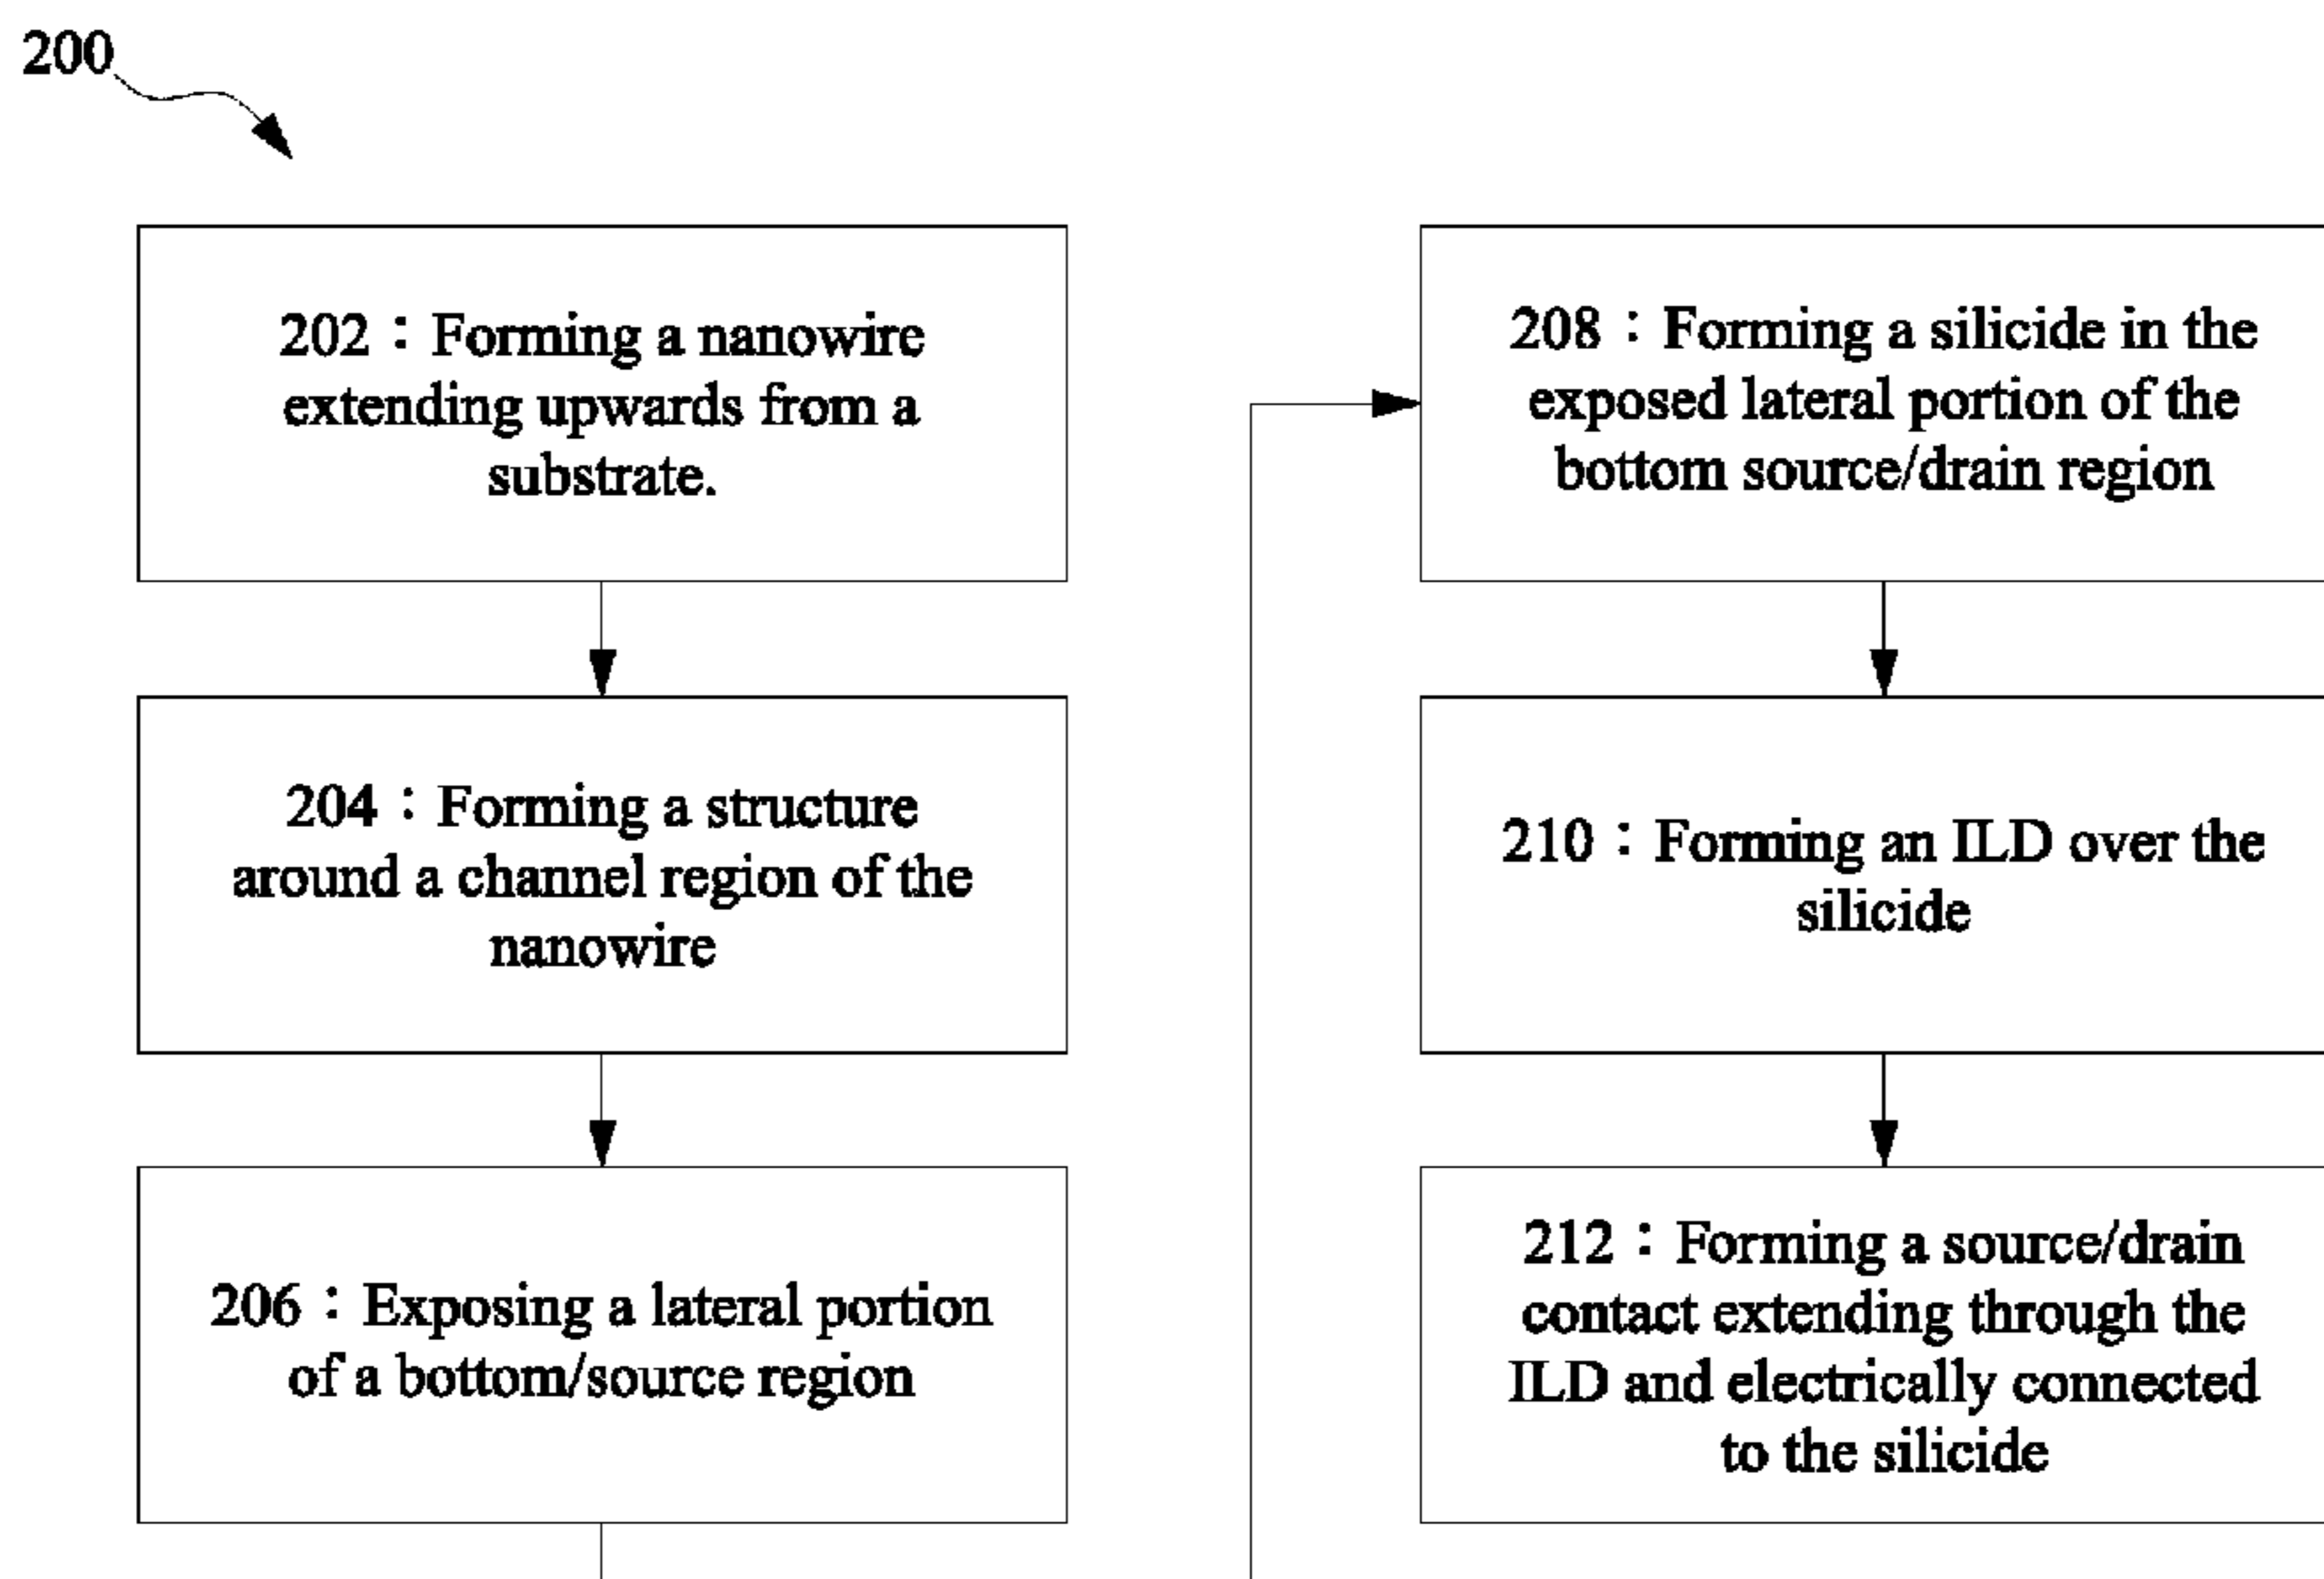 200
202：Forming a nanowire
extending upwards from a
substrate.
204：Forming a structure
around a channel region of the
nanowire
206：Exposing a lateral portion
of a bottom/source region
208：Forming a silicide in the
exposed lateral portion of the
bottom source/drain region
210：Forming an ILD over the
silicide
212：Forming a source/drain
contact extending through the
ILD and electrically connected
to the silicide